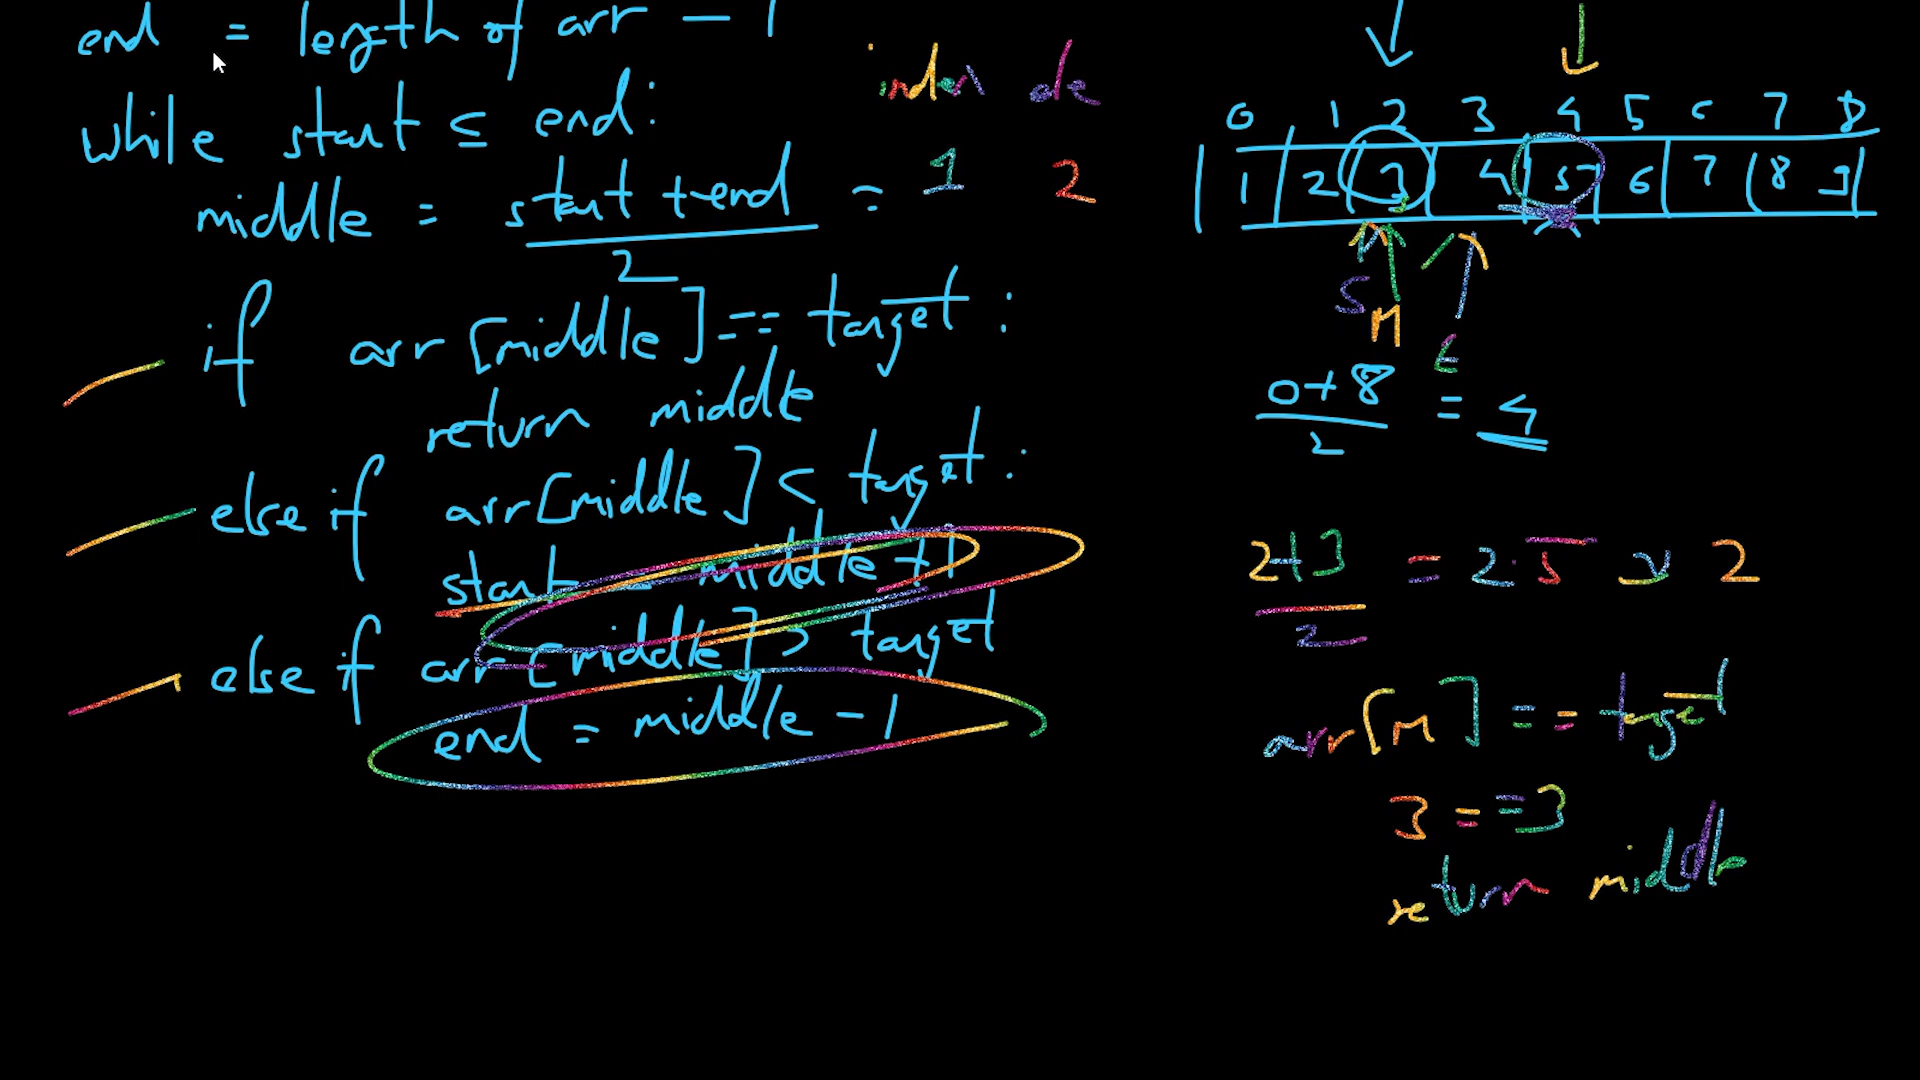 end = length of arr - 1
while start ≤ end:
middle = start + end = 1 2
2
if arr [middle] == target :
return middle
else if arr [middle] < target :
start = middle + 1
else if arr [middle] > target
end = middle - 1
index ele
0 1 2 3 4 5 6 7 8
1 2 3 4 5 6 7 8 9
S M E
0 + 8 = 4
2
2 + 3 = 2.5 ≈ 2
2
arr [M] == target
3 == 3
return middle